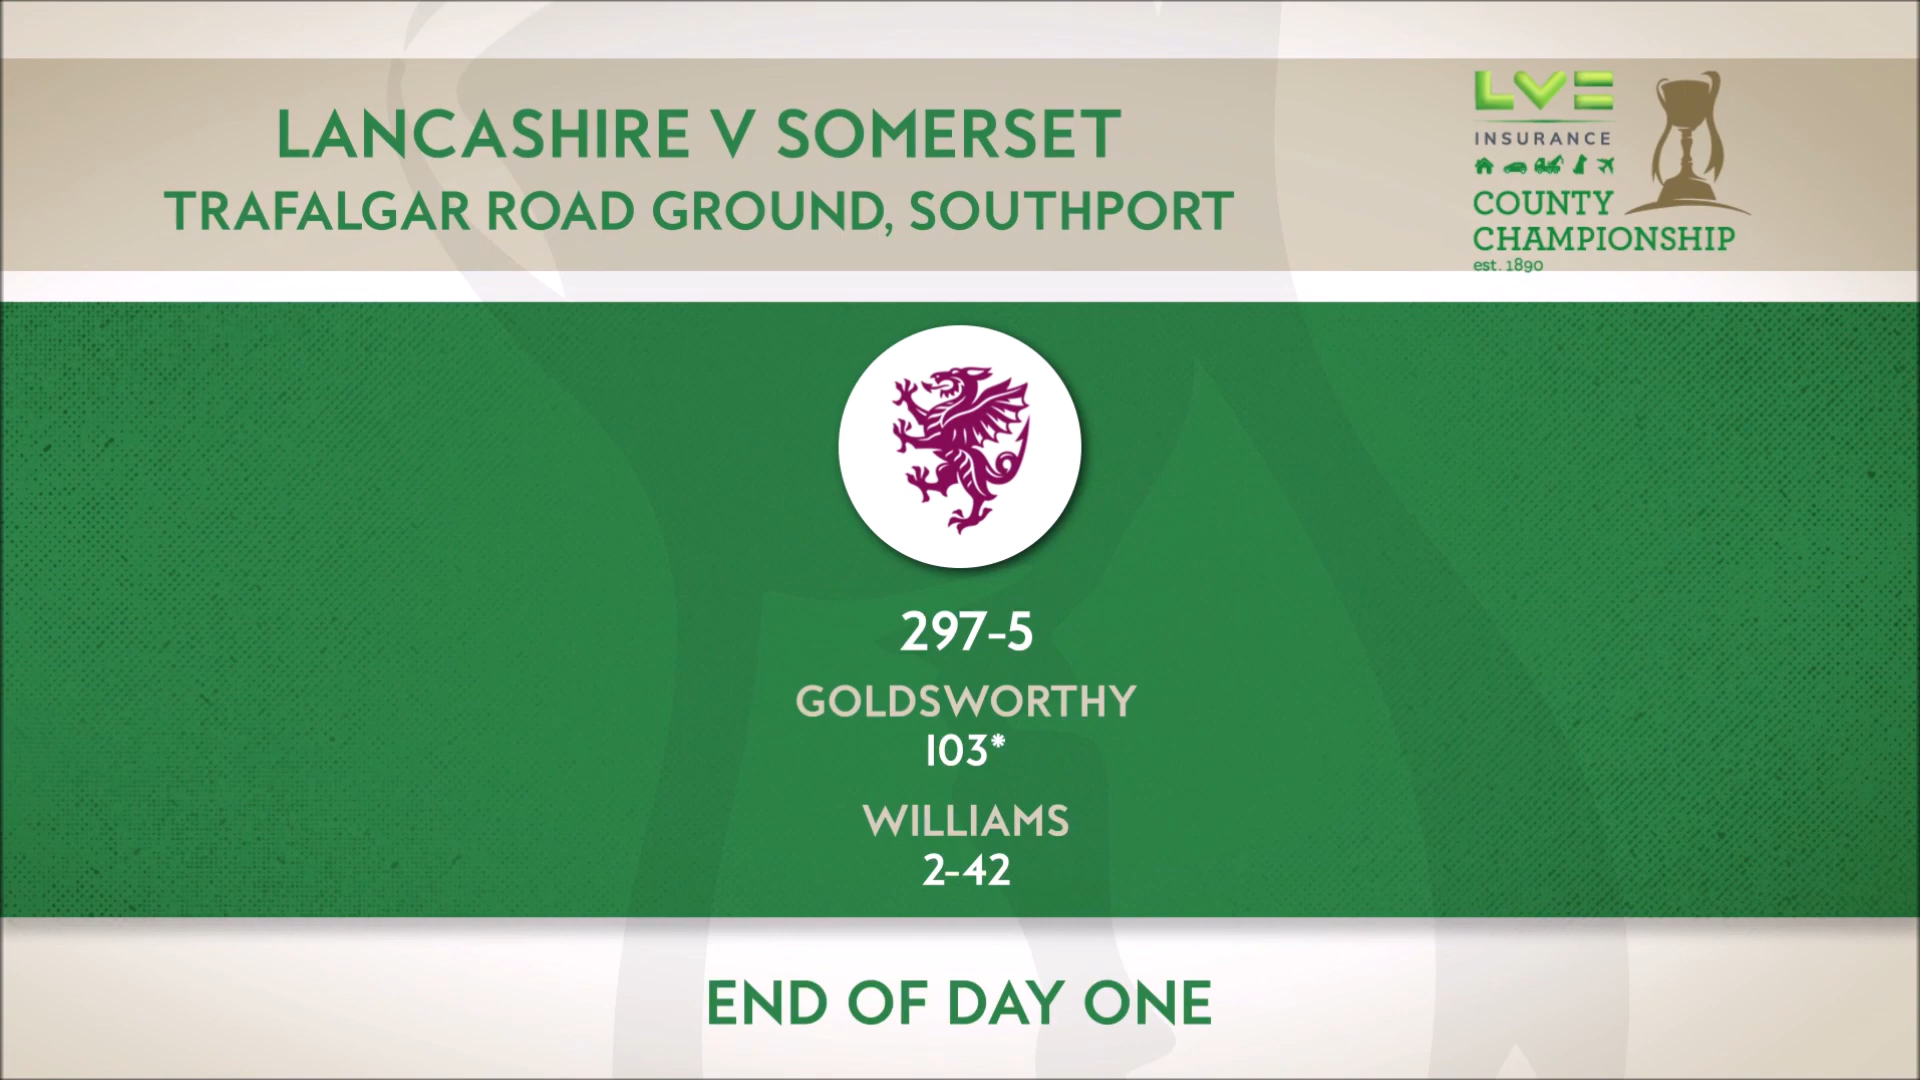 LANCASHIRE V SOMERSET
TRAFALGAR ROAD GROUND, SOUTHPORT
LV=
INSURANCE
COUNTY
CHAMPIONSHIP
est. 1890
297-5
GOLDSWORTHY
103*
WILLIAMS
2-42
END OF DAY ONE